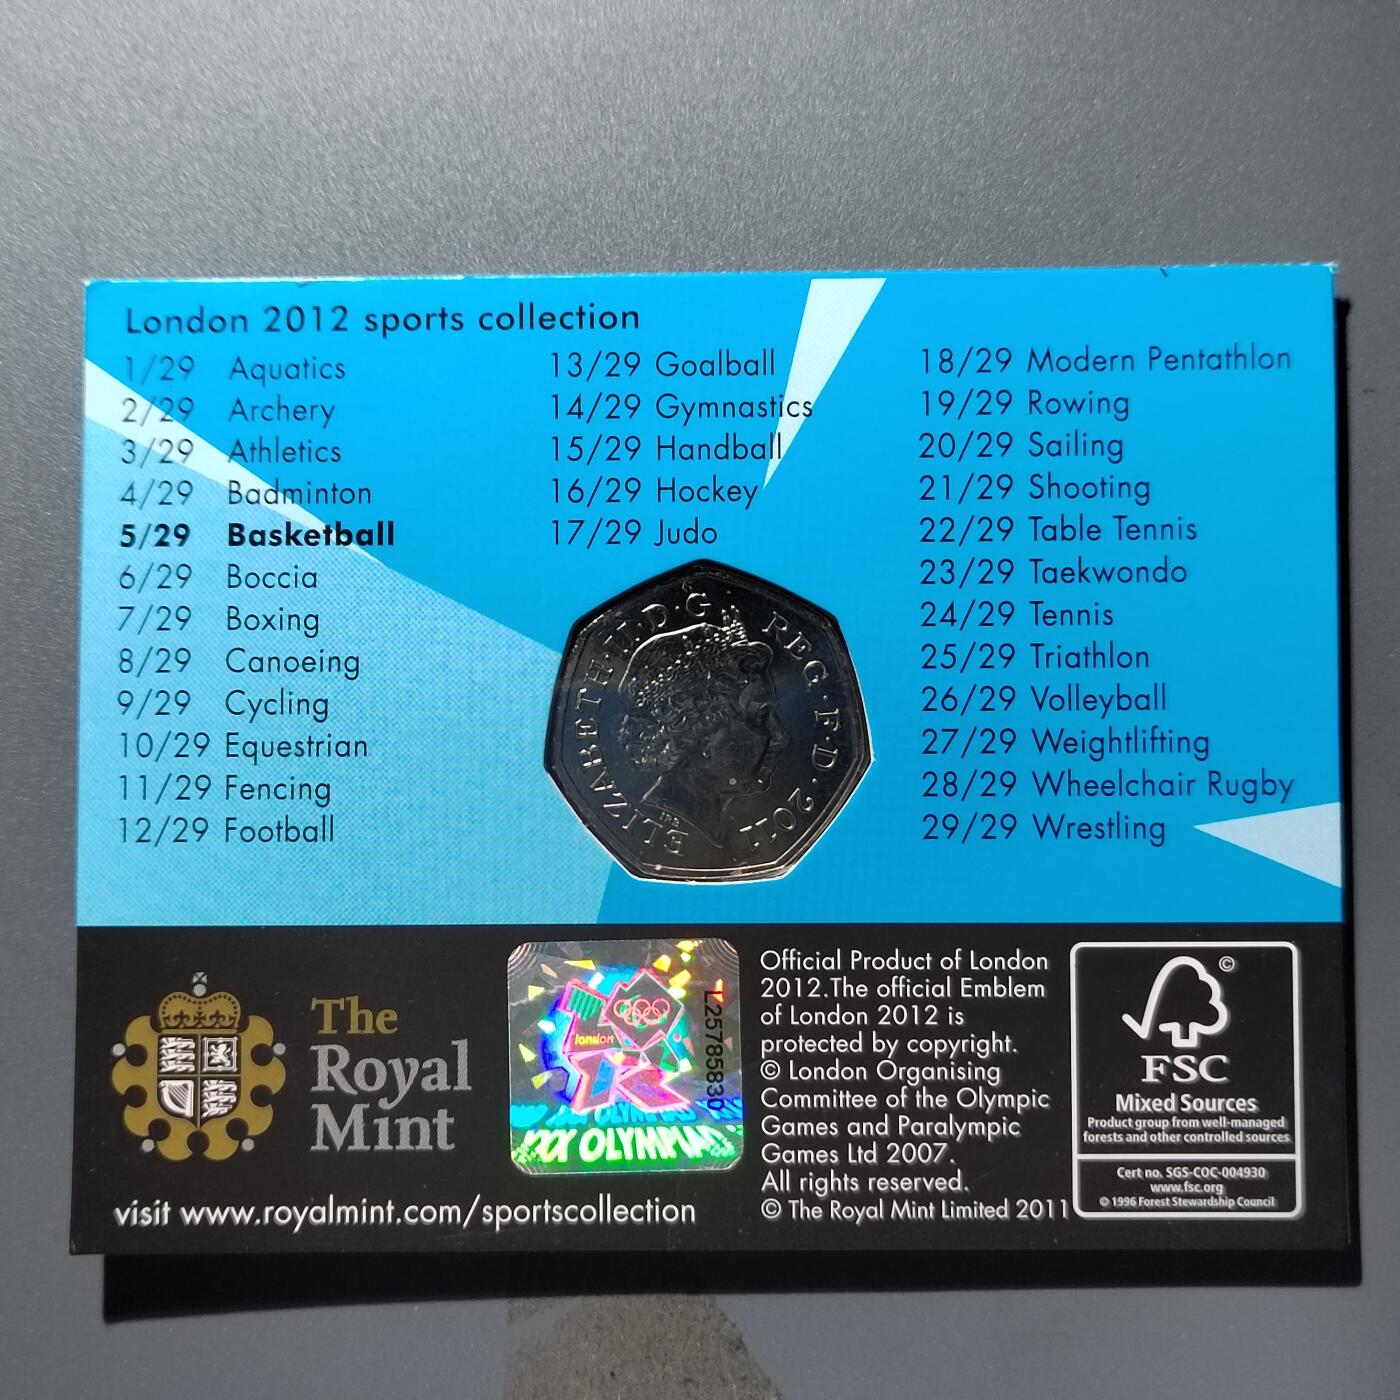 London 2012 sports collection
1/29 Aquatics
2/29 Archery
3/29 Athletics
4/29 Badminton
5/29 Basketball
6/29 Boccia
7/29 Boxing
8/29 Canoeing
9/29 Cycling
10/29 Equestrian
11/29 Fencing
12/29 Football
13/29 Goalball
14/29 Gymnastics
15/29 Handball
16/29 Hockey
17/29 Judo
18/29 Modern Pentathlon
19/29 Rowing
20/29 Sailing
21/29 Shooting
22/29 Table Tennis
23/29 Taekwondo
24/29 Tennis
25/29 Triathlon
26/29 Volleyball
27/29 Weightlifting
28/29 Wheelchair Rugby
29/29 Wrestling
ELIZABETH·II·D·G REG·F·D·2011
IRB
The
Royal
Mint
visit www.royalmint.com/sportscollection
london
L25785830
XXX OLYMPIAD
Official Product of London
2012.The official Emblem
of London 2012 is
protected by copyright.
© London Organising
Committee of the Olympic
Games and Paralympic
Games Ltd 2007.
All rights reserved.
© The Royal Mint Limited 2011
©
FSC
Mixed Sources
Product group from well-managed
forests and other controlled sources
Cert no. SGS-COC-004930
www.fsc.org
© 1996 Forest Stewardship Council